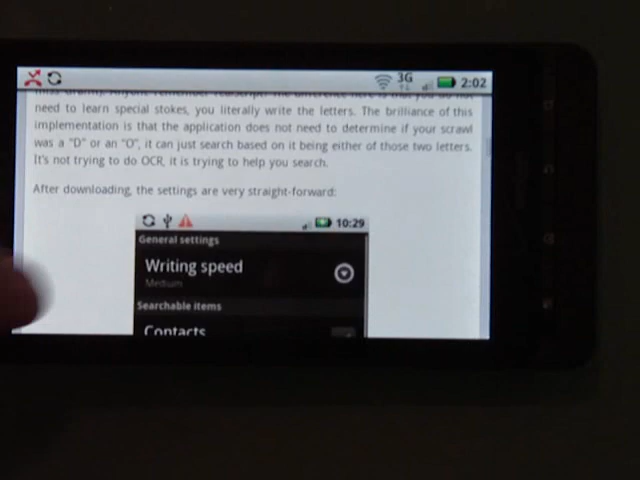 3G 2:02
need to learn special stokes, you literally write the letters. The brilliance of this
implementation is that the application does not need to determine if your scrawl
was a "D" or an "O", it can just search based on it being either of those two letters.
It's not trying to do OCR, it is trying to help you search.
After downloading, the settings are very straight-forward:
10:29
General settings
Writing speed
Medium
Searchable items
Contacts